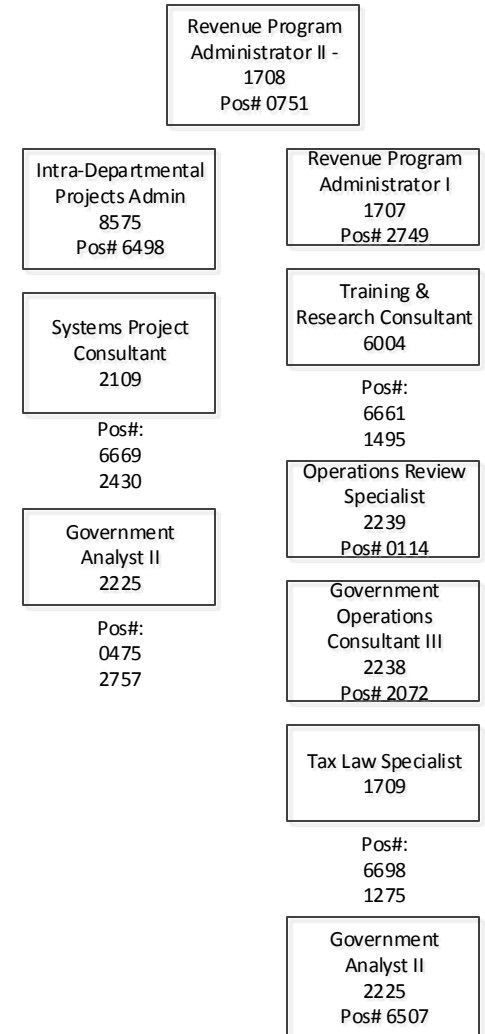 Revenue Program
Administrator II -
1708
Pos# 0751
Intra-Departmental
Projects Admin
8575
Pos# 6498
Systems Project
Consultant
2109
Pos#:
6669
2430
Government
Analyst II
2225
Pos#:
0475
2757
Revenue Program
Administrator I
1707
Pos# 2749
Training &
Research Consultant
6004
Pos#:
6661
1495
Operations Review
Specialist
2239
Pos# 0114
Government
Operations
Consultant III
2238
Pos# 2072
Tax Law Specialist
1709
Pos#:
6698
1275
Government
Analyst II
2225
Pos# 6507